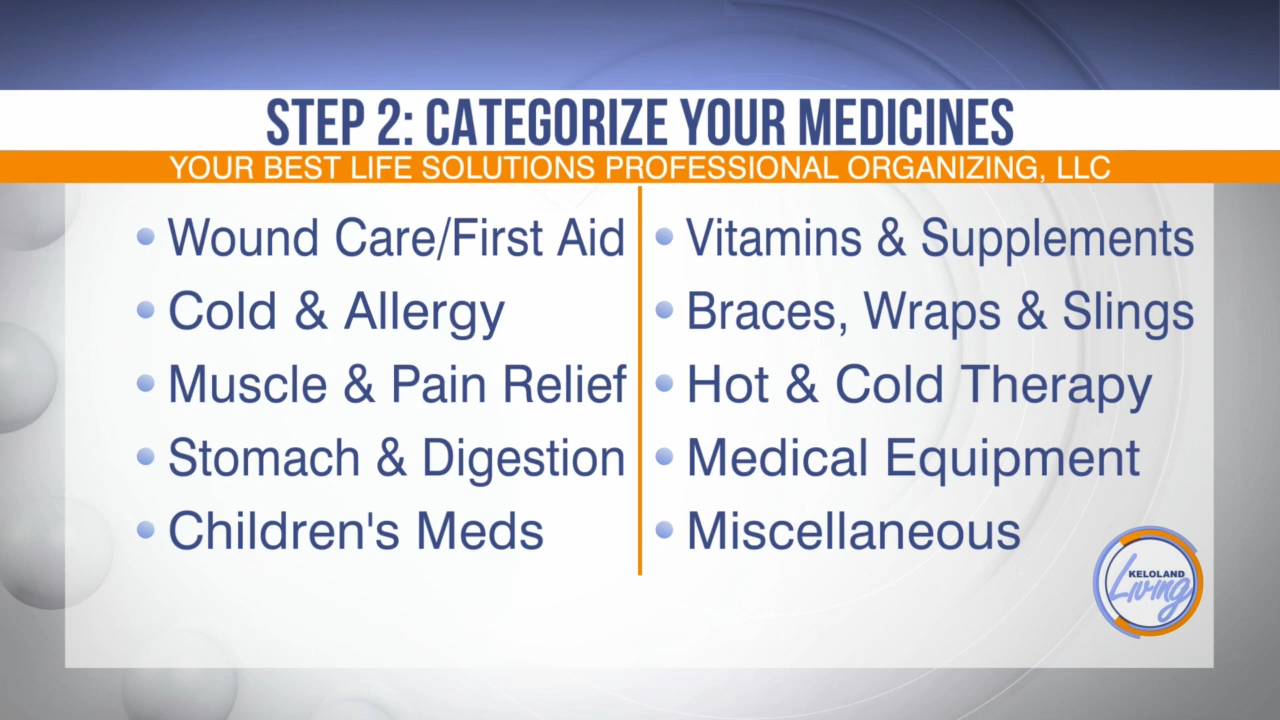 STEP 2: CATEGORIZE YOUR MEDICINES
YOUR BEST LIFE SOLUTIONS PROFESSIONAL ORGANIZING, LLC
• Wound Care/First Aid
• Cold & Allergy
• Muscle & Pain Relief
• Stomach & Digestion
• Children's Meds
• Vitamins & Supplements
• Braces, Wraps & Slings
• Hot & Cold Therapy
• Medical Equipment
• Miscellaneous
KELOLAND
Living